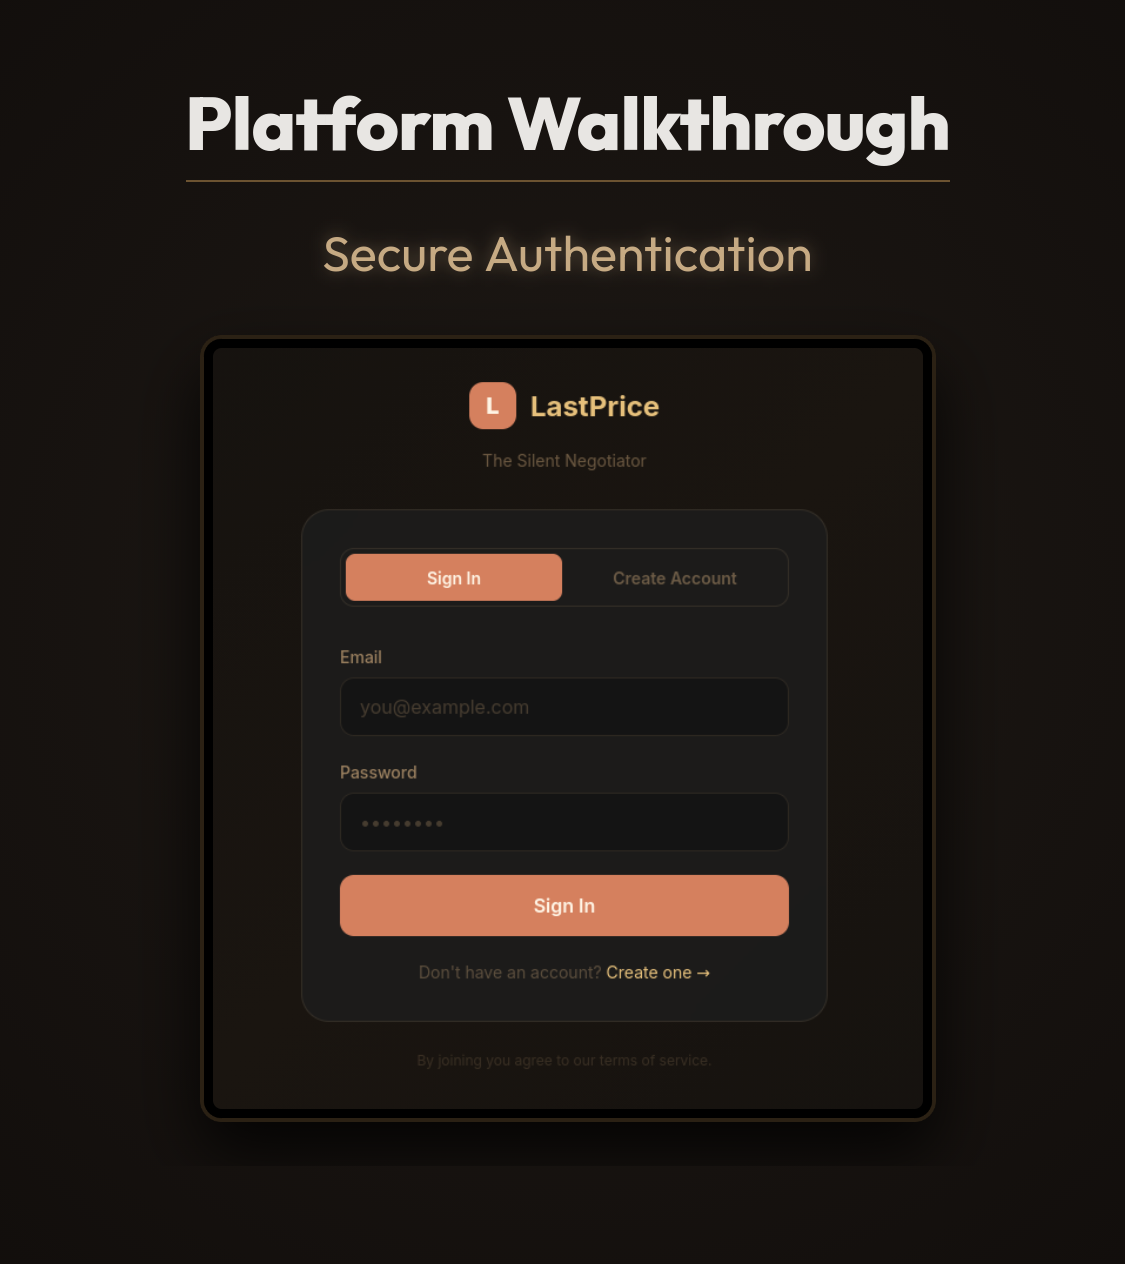 Platform Walkthrough
Secure Authentication
L LastPrice
The Silent Negotiator
Sign In Create Account
Email
you@example.com
Password
••••••••
Sign In
Don't have an account? Create one →
By joining you agree to our terms of service.